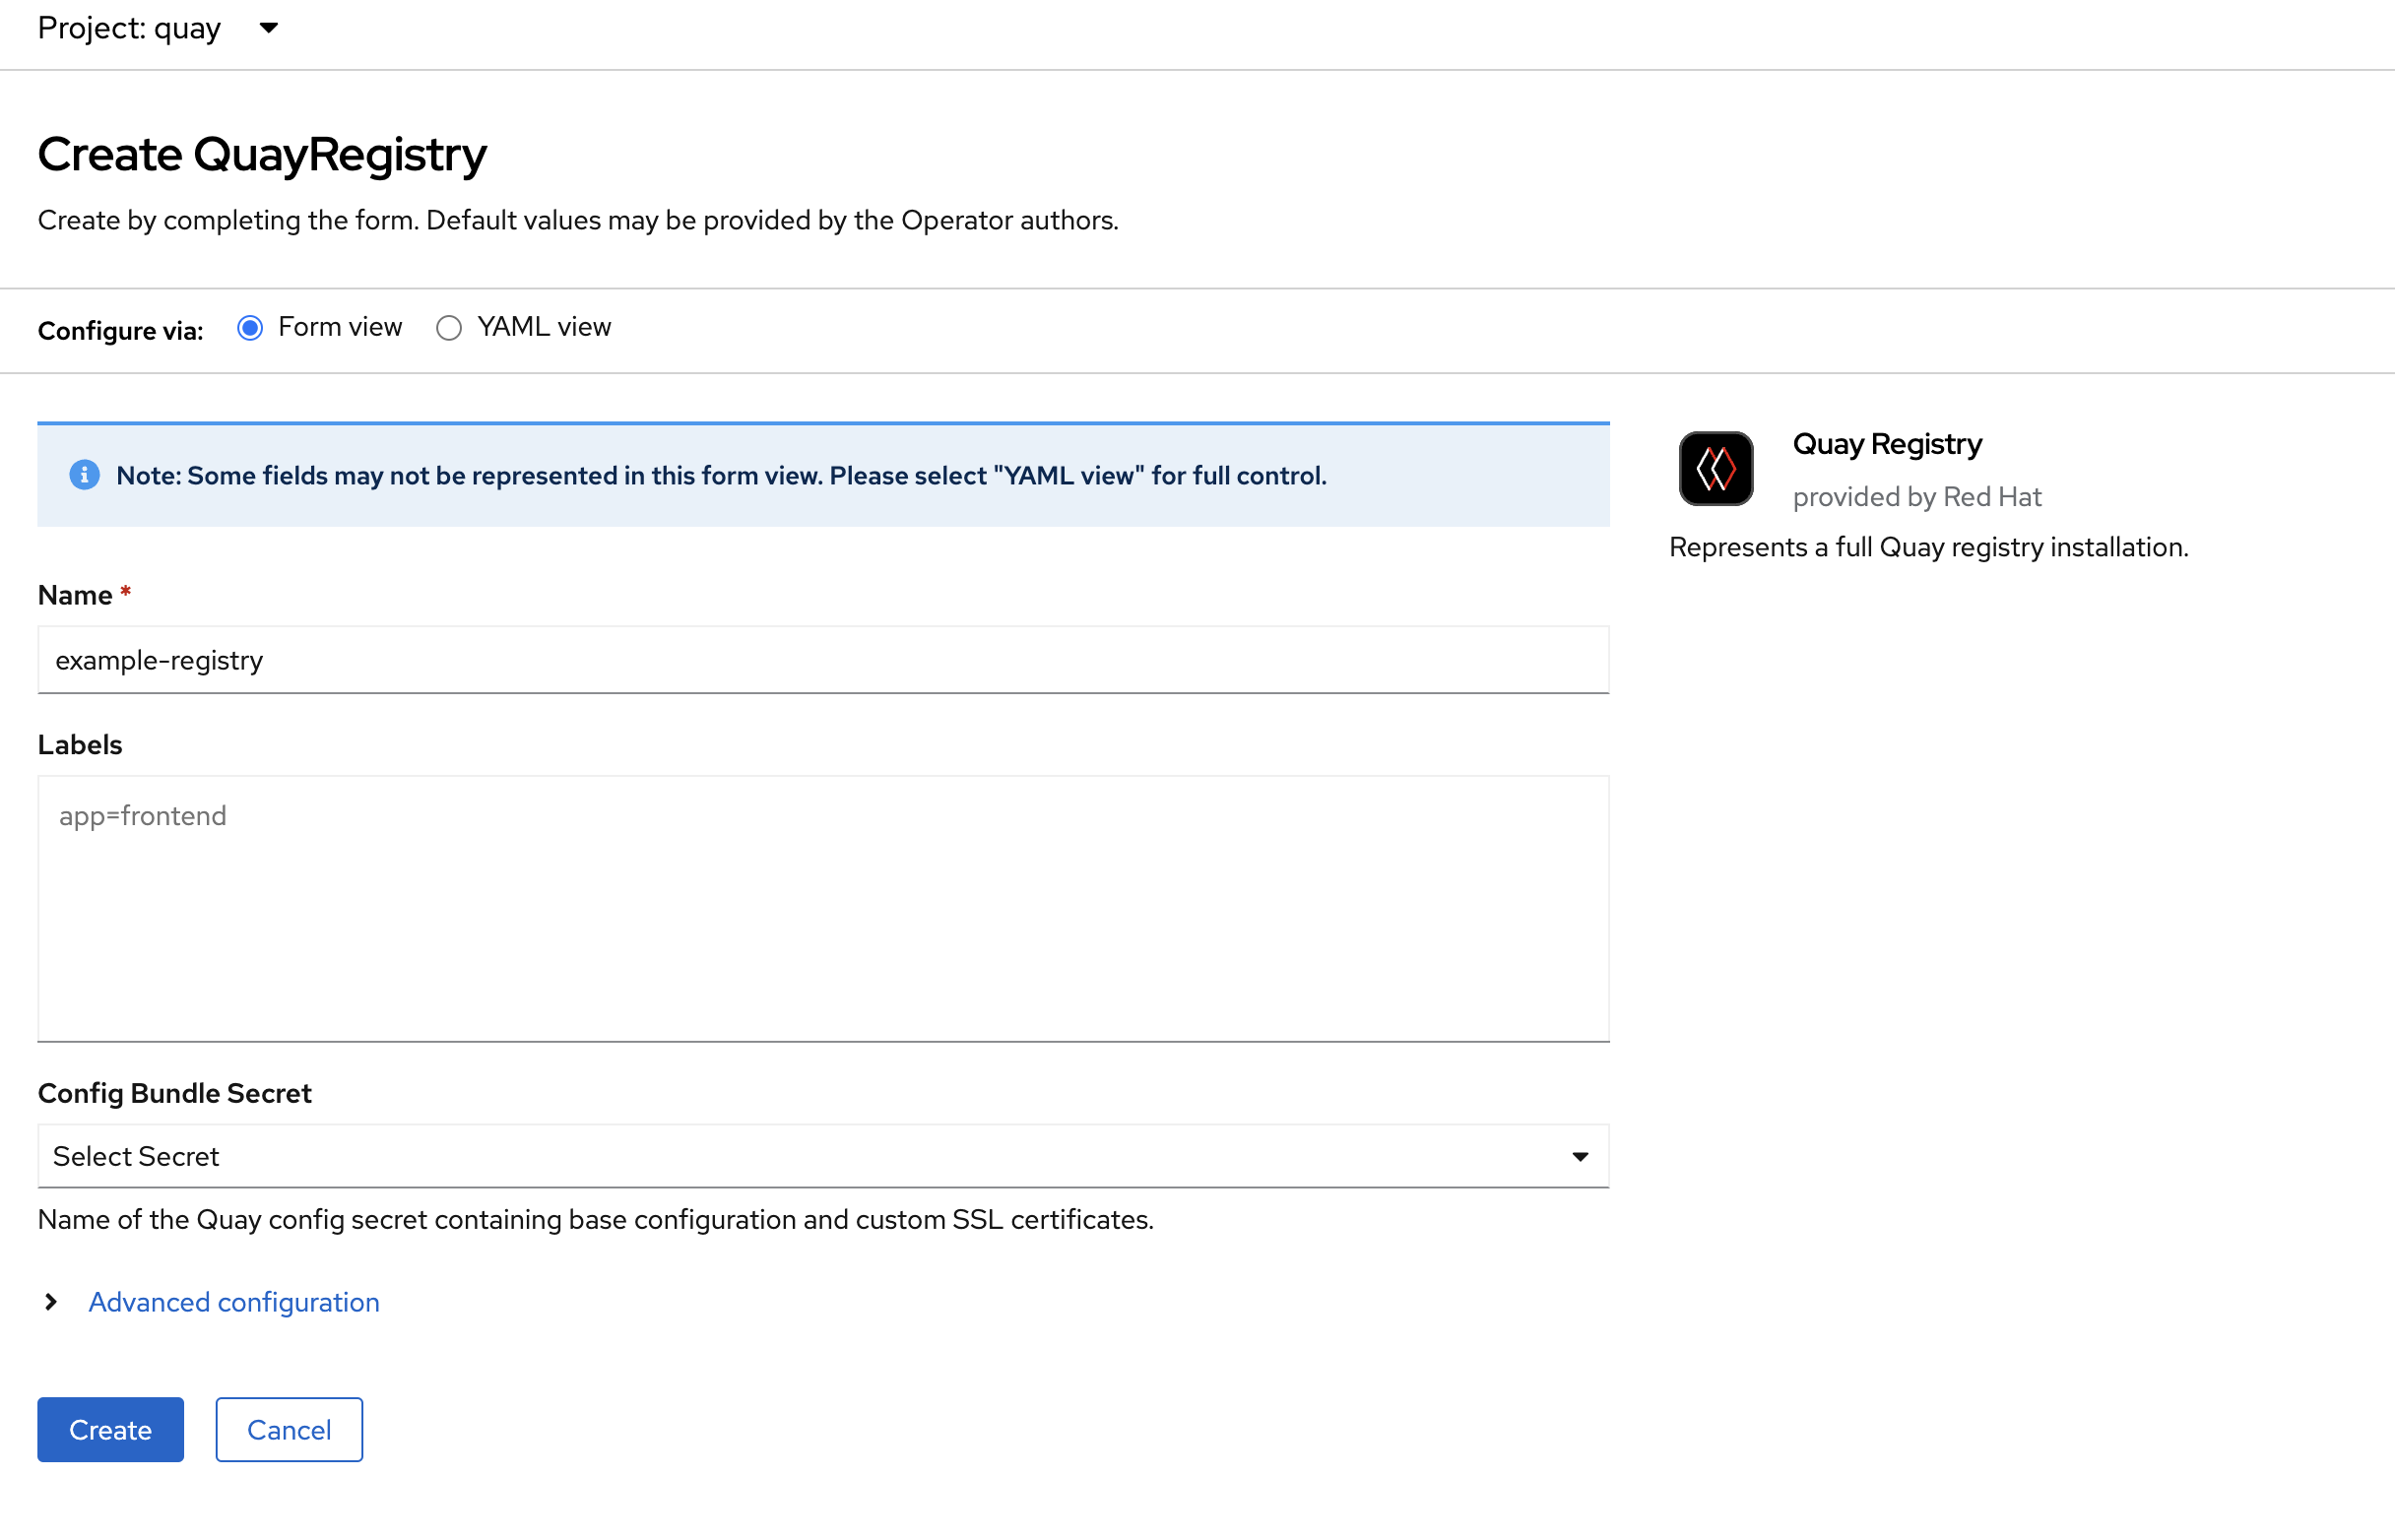 Project: quay
Create QuayRegistry
Create by completing the form. Default values may be provided by the Operator authors.
Configure via: Form view YAML view
Note: Some fields may not be represented in this form view. Please select "YAML view" for full control.
Quay Registry
provided by Red Hat
Represents a full Quay registry installation.
Name *
example-registry
Labels
app=frontend
Config Bundle Secret
Select Secret
Name of the Quay config secret containing base configuration and custom SSL certificates.
Advanced configuration
Create Cancel